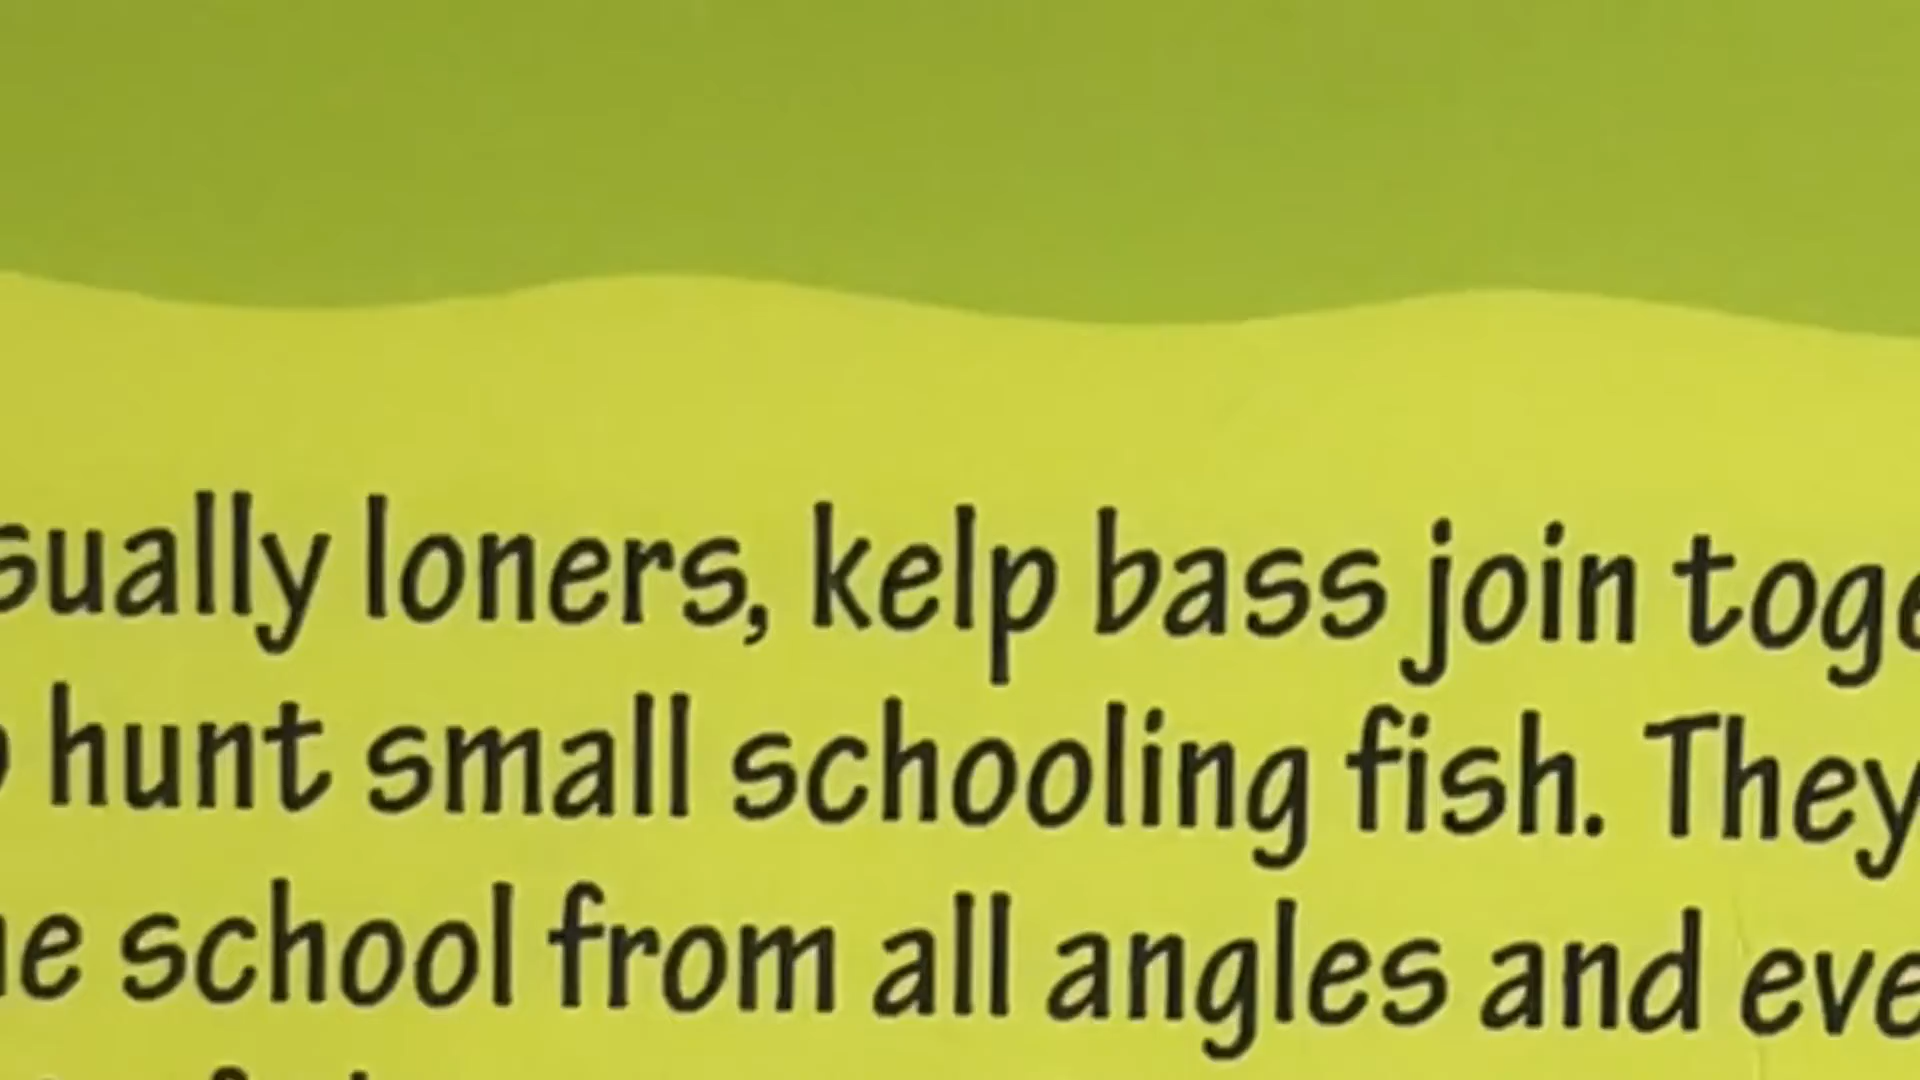 sually loners, kelp bass join toge
hunt small schooling fish. They
e school from all angles and eve